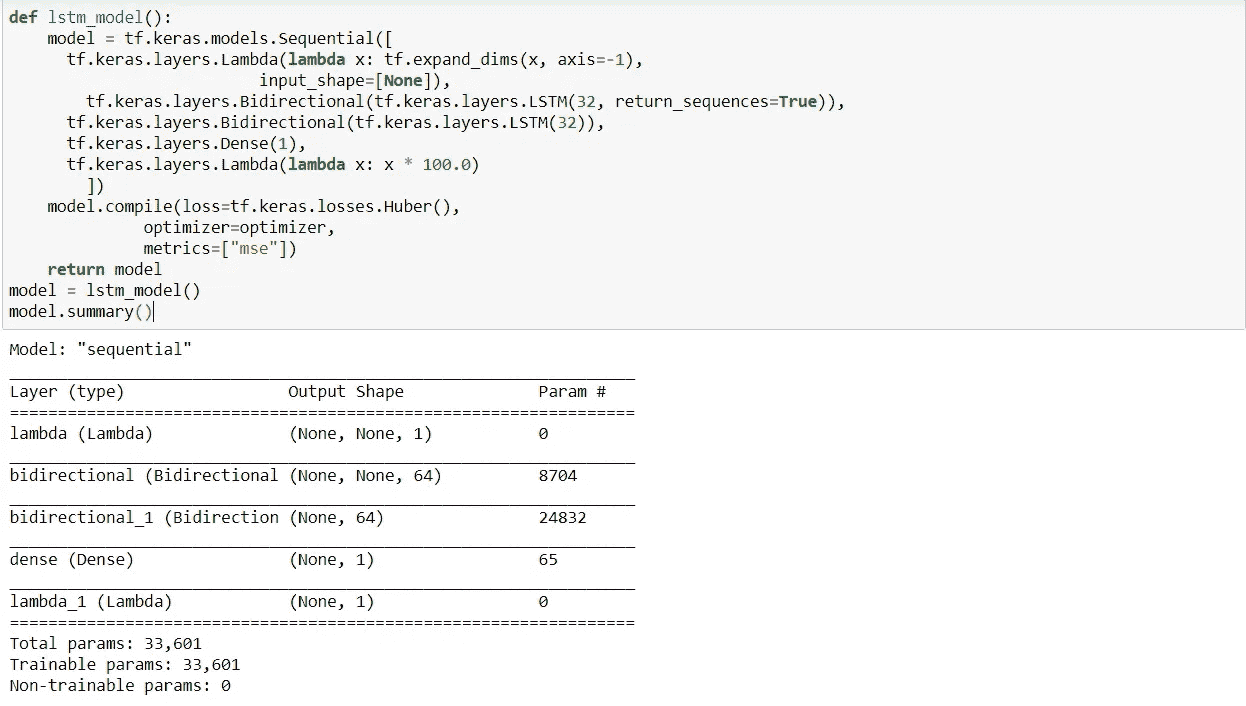 def lstm_model():
    model = tf.keras.models.Sequential([
      tf.keras.layers.Lambda(lambda x: tf.expand_dims(x, axis=-1),
                          input_shape=[None]),
        tf.keras.layers.Bidirectional(tf.keras.layers.LSTM(32, return_sequences=True)),
      tf.keras.layers.Bidirectional(tf.keras.layers.LSTM(32)),
      tf.keras.layers.Dense(1),
      tf.keras.layers.Lambda(lambda x: x * 100.0)
        ])
    model.compile(loss=tf.keras.losses.Huber(),
              optimizer=optimizer,
              metrics=["mse"])
    return model
model = lstm_model()
model.summary()
Model: "sequential"
Layer (type)                 Output Shape              Param #
=================================================================
lambda (Lambda)              (None, None, 1)           0
bidirectional (Bidirectional (None, None, 64)          8704
bidirectional_1 (Bidirection (None, 64)                24832
dense (Dense)                (None, 1)                 65
lambda_1 (Lambda)            (None, 1)                 0
=================================================================
Total params: 33,601
Trainable params: 33,601
Non-trainable params: 0